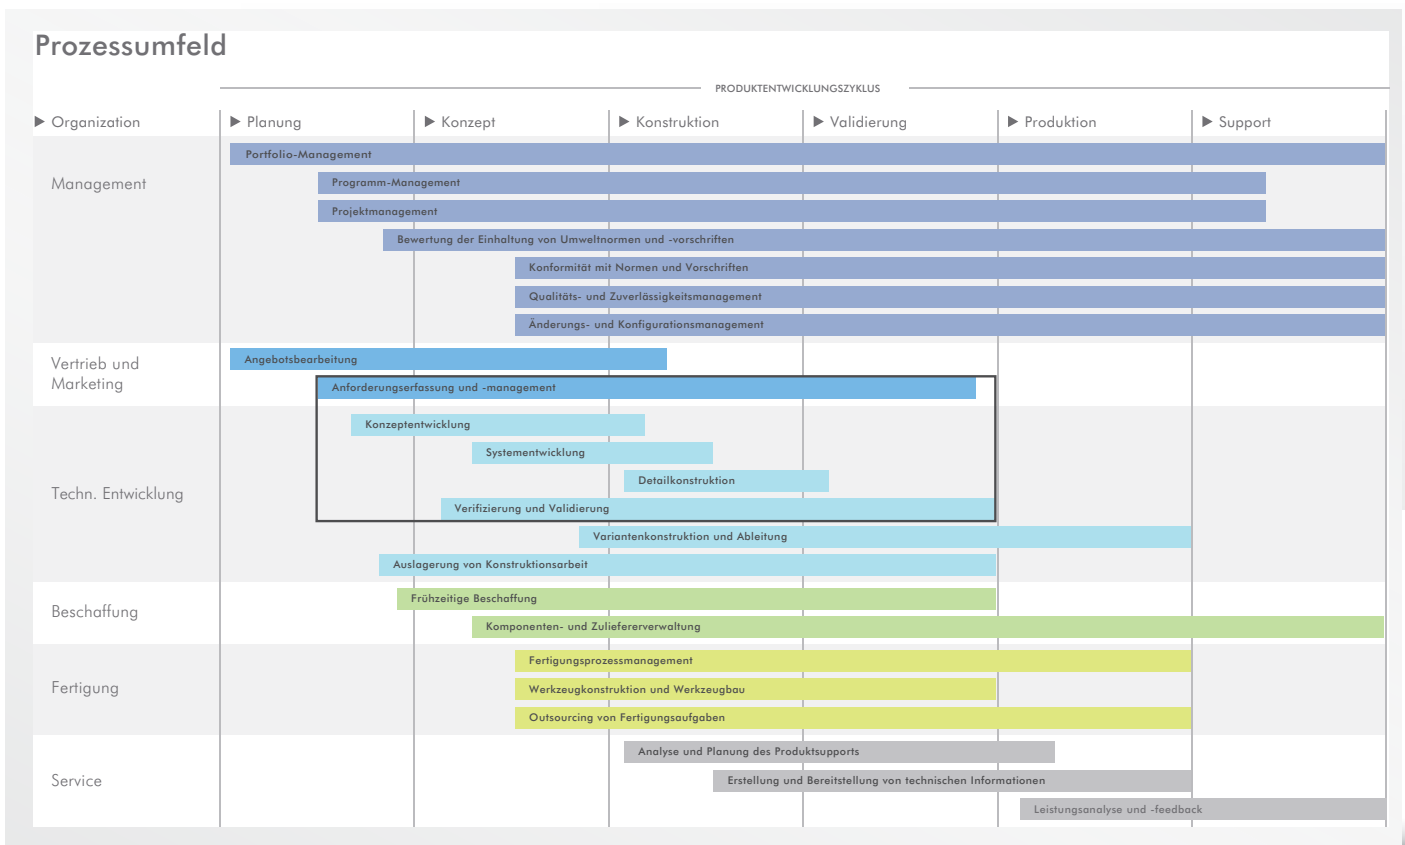 Prozessumfeld
PRODUKTENTWICKLUNGSZYKLUS
Organization
Planung
Konzept
Konstruktion
Validierung
Produktion
Support
Management
Portfolio-Management
Programm-Management
Projektmanagement
Bewertung der Einhaltung von Umweltnormen und -vorschriften
Konformität mit Normen und Vorschriften
Qualitäts- und Zuverlässigkeitsmanagement
Änderungs- und Konfigurationsmanagement
Vertrieb und
Marketing
Angebotsbearbeitung
Anforderungserfassung und -management
Techn. Entwicklung
Konzeptentwicklung
Systementwicklung
Detailkonstruktion
Verifizierung und Validierung
Variantenkonstruktion und Ableitung
Auslagerung von Konstruktionsarbeit
Beschaffung
Frühzeitige Beschaffung
Komponenten- und Zuliefererverwaltung
Fertigung
Fertigungsprozessmanagement
Werkzeugkonstruktion und Werkzeugbau
Outsourcing von Fertigungsaufgaben
Service
Analyse und Planung des Produktsupports
Erstellung und Bereitstellung von technischen Informationen
Leistungsanalyse und -feedback